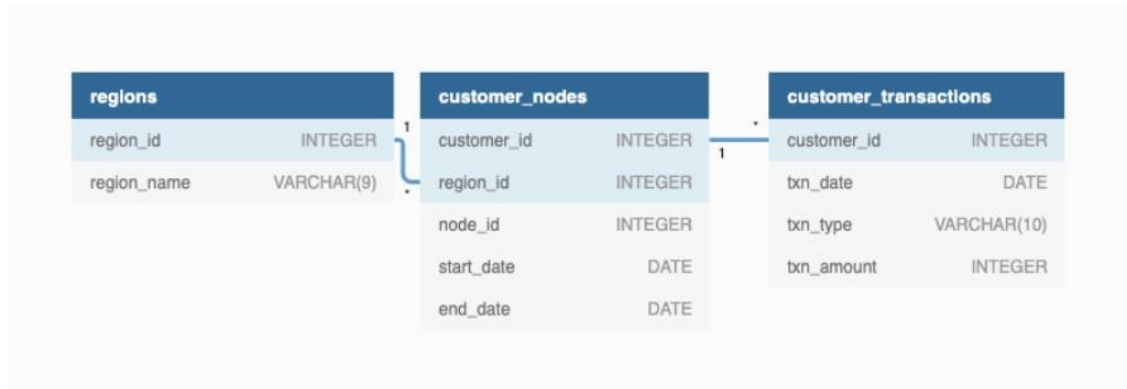 regions
region_id INTEGER
region_name VARCHAR(9)
1
*
customer_nodes
customer_id INTEGER
region_id INTEGER
node_id INTEGER
start_date DATE
end_date DATE
1
*
customer_transactions
customer_id INTEGER
txn_date DATE
txn_type VARCHAR(10)
txn_amount INTEGER